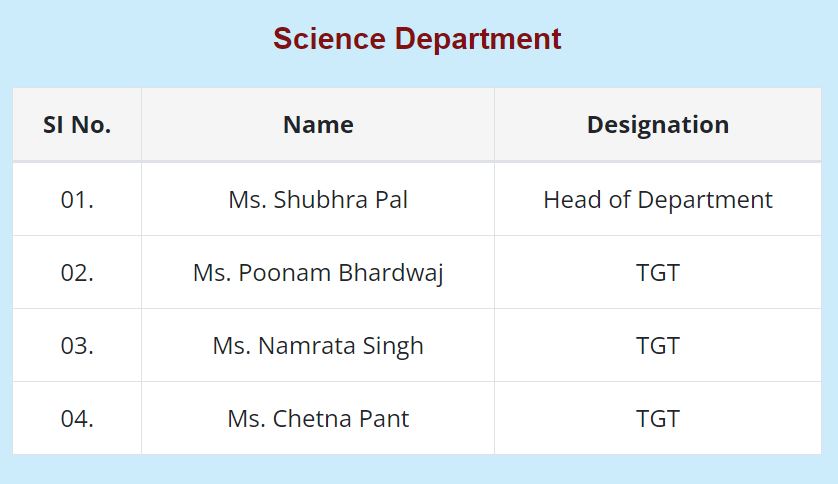 Science Department
SI No. Name Designation
01. Ms. Shubhra Pal Head of Department
02. Ms. Poonam Bhardwaj TGT
03. Ms. Namrata Singh TGT
04. Ms. Chetna Pant TGT